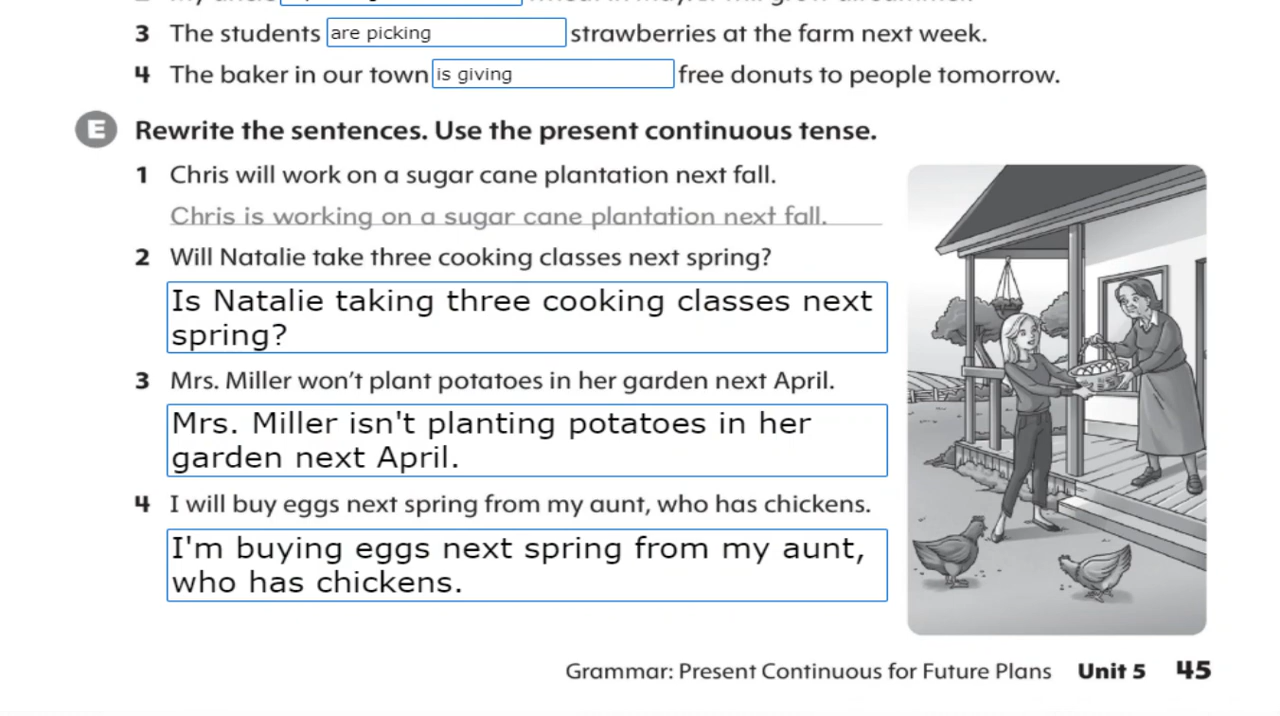 3 The students are picking strawberries at the farm next week.
4 The baker in our town is giving free donuts to people tomorrow.
E Rewrite the sentences. Use the present continuous tense.
1 Chris will work on a sugar cane plantation next fall.
Chris is working on a sugar cane plantation next fall.
2 Will Natalie take three cooking classes next spring?
Is Natalie taking three cooking classes next
spring?
3 Mrs. Miller won't plant potatoes in her garden next April.
Mrs. Miller isn't planting potatoes in her
garden next April.
4 I will buy eggs next spring from my aunt, who has chickens.
I'm buying eggs next spring from my aunt,
who has chickens.
Grammar: Present Continuous for Future Plans Unit 5 45